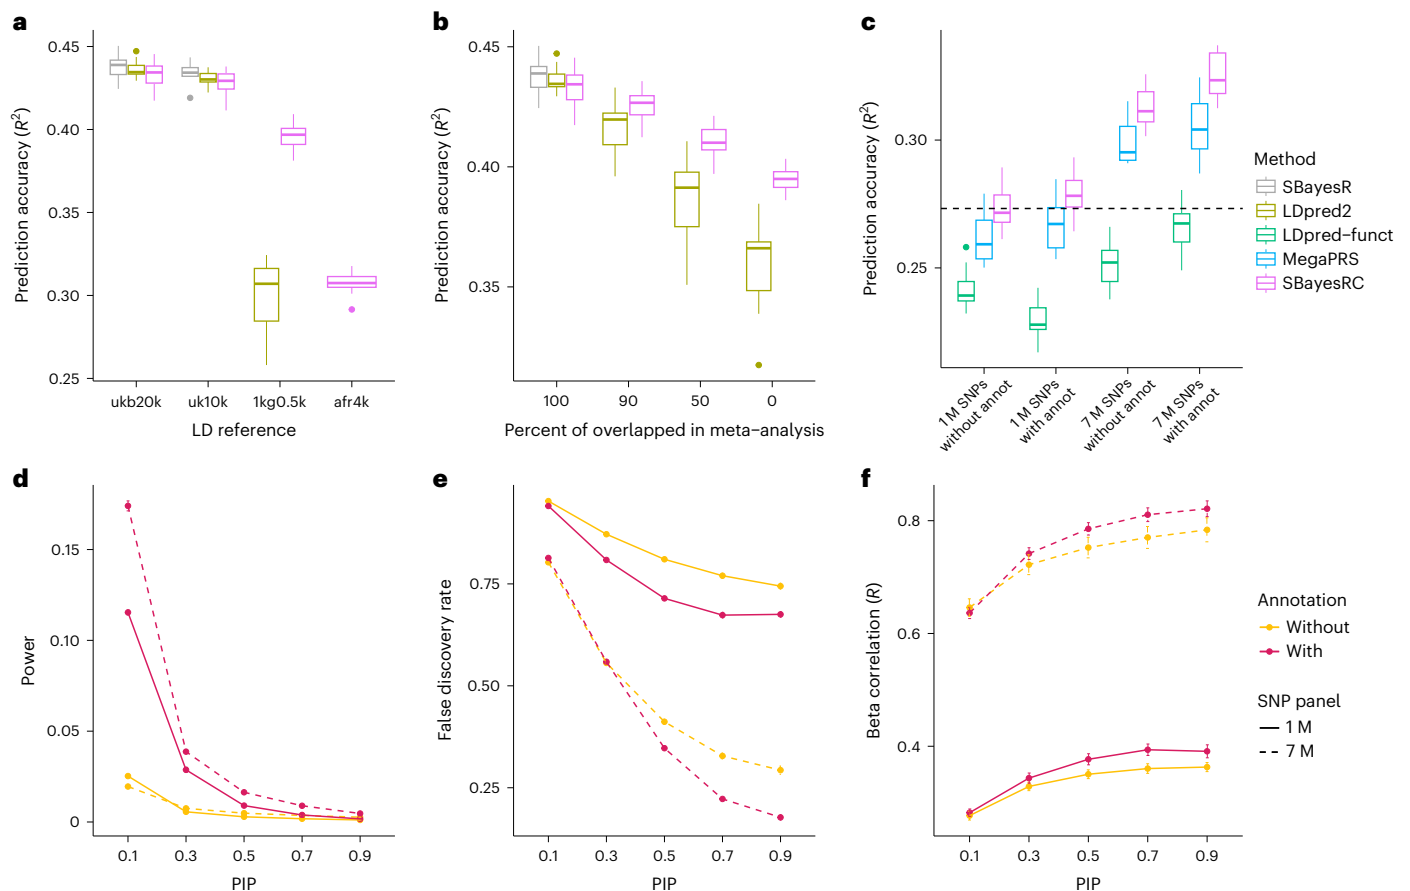 a
Prediction accuracy (R²)
0.45
0.40
0.35
0.30
0.25
ukb20k
uk10k
1kg0.5k
afr4k
LD reference
b
Prediction accuracy (R²)
0.45
0.40
0.35
100
90
50
0
Percent of overlapped in meta–analysis
c
Prediction accuracy (R²)
0.30
0.25
1 M SNPs
without annot
1 M SNPs
with annot
7 M SNPs
without annot
7 M SNPs
with annot
Method
SBayesR
LDpred2
LDpred–funct
MegaPRS
SBayesRC
d
Power
0.15
0.10
0.05
0
0.1
0.3
0.5
0.7
0.9
PIP
e
False discovery rate
0.75
0.50
0.25
0.1
0.3
0.5
0.7
0.9
PIP
f
Beta correlation (R)
0.8
0.6
0.4
0.1
0.3
0.5
0.7
0.9
PIP
Annotation
Without
With
SNP panel
1 M
7 M